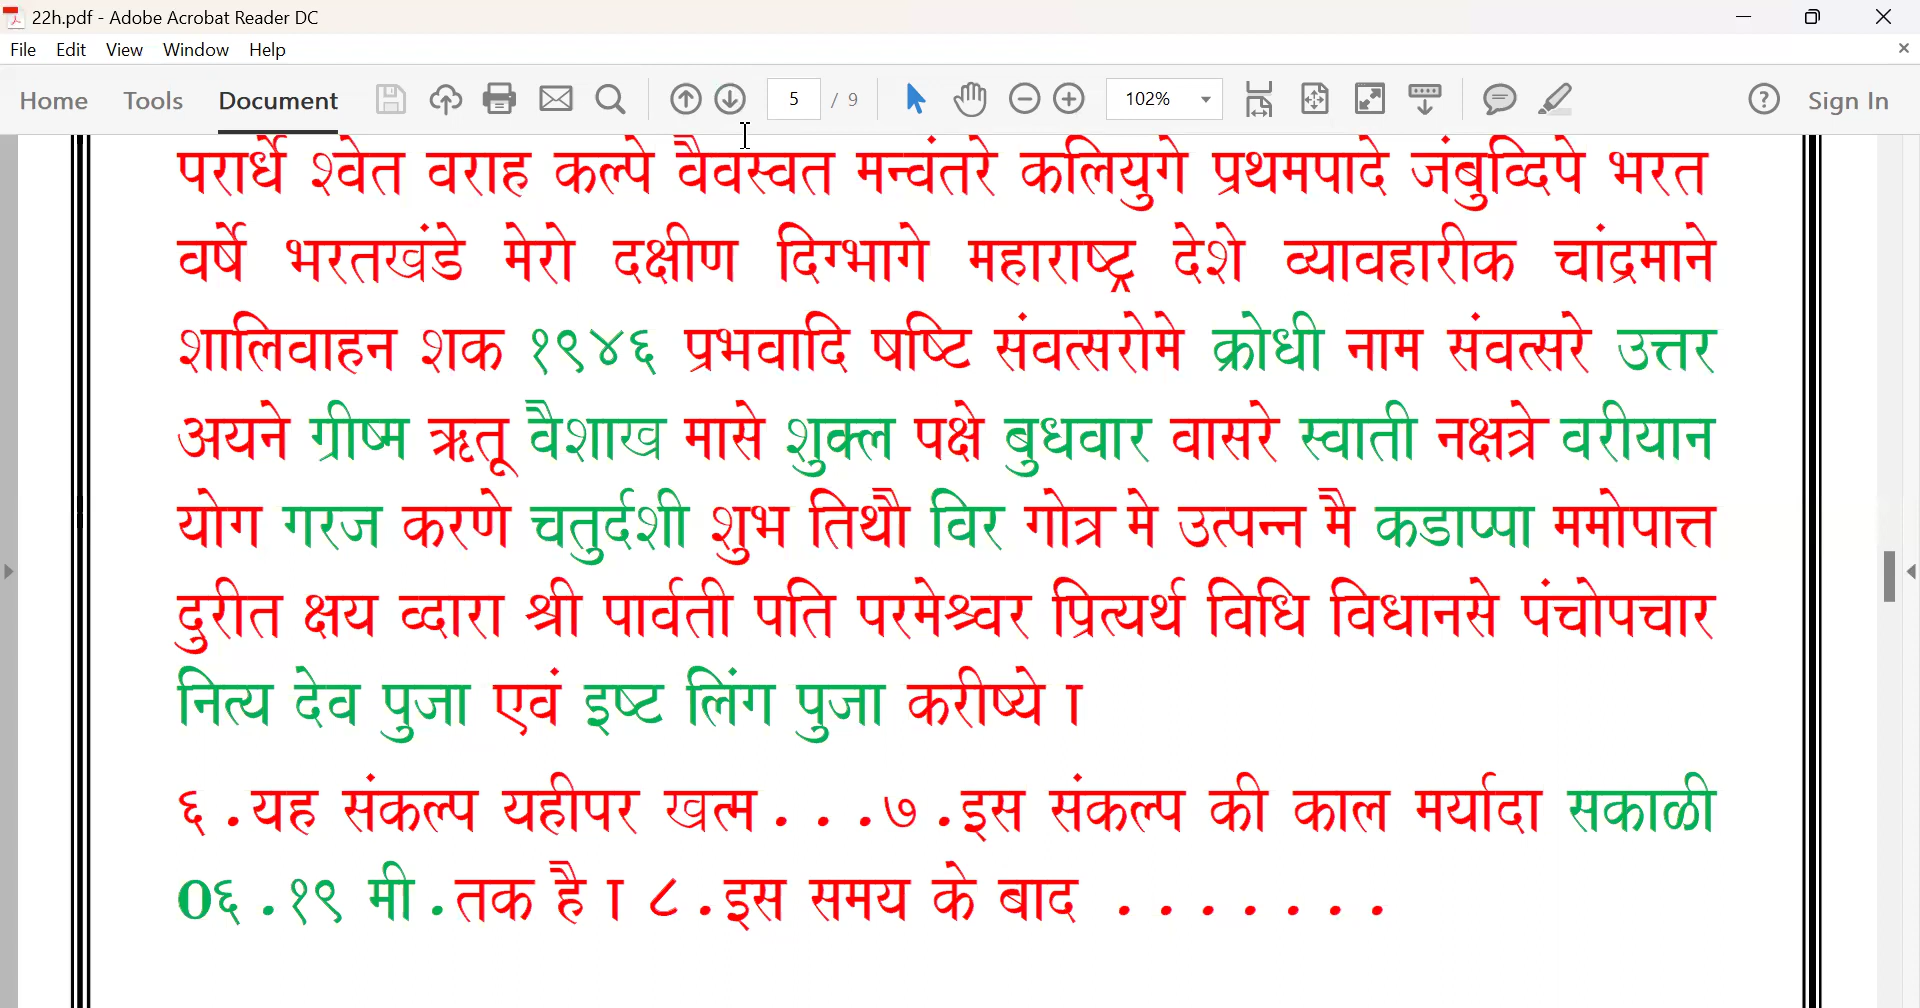 22h.pdf - Adobe Acrobat Reader DC
File Edit View Window Help
Home Tools Document 5 / 9 102% Sign In
परार्धे श्वेत वराह कल्पे वैवस्वत मन्वंतरे कलियुगे प्रथमपादे जंबुव्दिपे भरत
वर्षे भरतखंडे मेरो दक्षीण दिग्भागे महाराष्ट्र देशे व्यावहारीक चांद्रमाने
शालिवाहन शक १९४६ प्रभवादि षष्टि संवत्सरोमे क्रोधी नाम संवत्सरे उत्तर
अयने ग्रीष्म ऋतू वैशाख मासे शुक्ल पक्षे बुधवार वासरे स्वाती नक्षत्रे वरीयान
योग गरज करणे चतुर्दशी शुभ तिथौ विर गोत्र मे उत्पन्न मै कडाप्पा ममोपात्त
दुरीत क्षय व्दारा श्री पार्वती पति परमेश्वर प्रित्यर्थ विधि विधानसे पंचोपचार
नित्य देव पुजा एवं इष्ट लिंग पुजा करीष्ये ।
६ .यह संकल्प यहीपर खत्म . . .७ .इस संकल्प की काल मर्यादा सकाळी
0६ .१९ मी .तक है । ८ .इस समय के बाद . . . . . . .